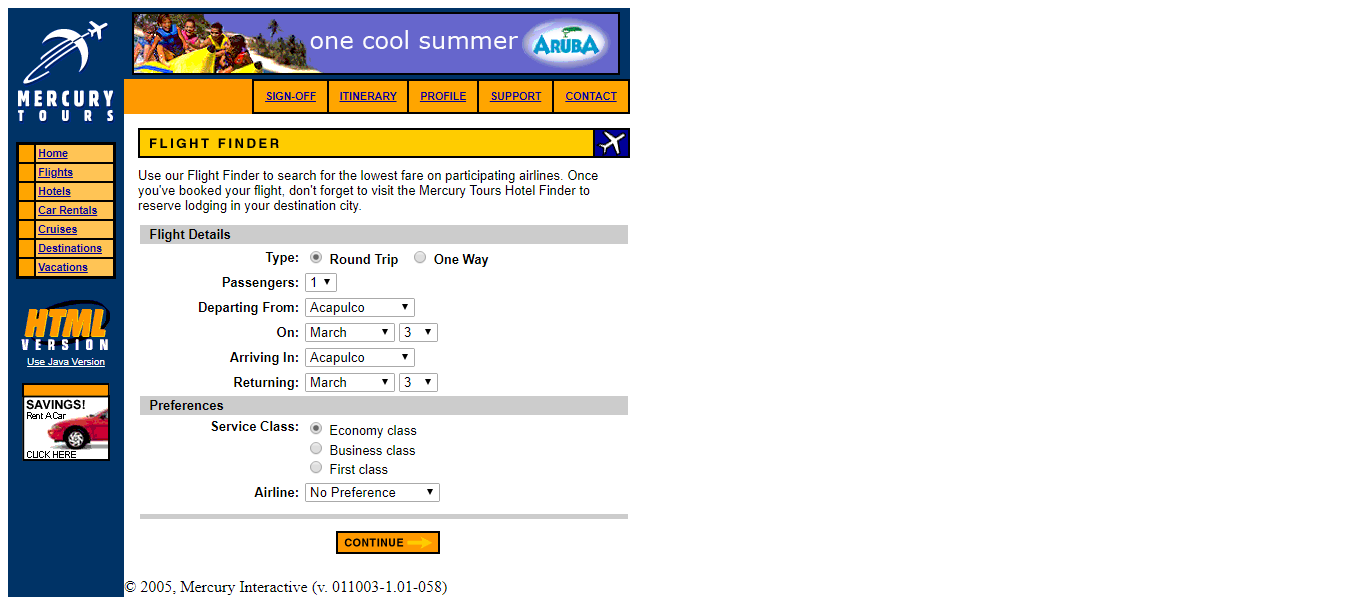 MERCURY
TOURS
one cool summer ARUBA
SIGN-OFF ITINERARY PROFILE SUPPORT CONTACT
Home
Flights
Hotels
Car Rentals
Cruises
Destinations
Vacations
HTML
VERSION
Use Java Version
SAVINGS!
Rent A Car
CLICK HERE
FLIGHT FINDER
Use our Flight Finder to search for the lowest fare on participating airlines. Once
you've booked your flight, don't forget to visit the Mercury Tours Hotel Finder to
reserve lodging in your destination city.
Flight Details
Type: Round Trip One Way
Passengers: 1
Departing From: Acapulco
On: March 3
Arriving In: Acapulco
Returning: March 3
Preferences
Service Class: Economy class
Business class
First class
Airline: No Preference
CONTINUE
© 2005, Mercury Interactive (v. 011003-1.01-058)